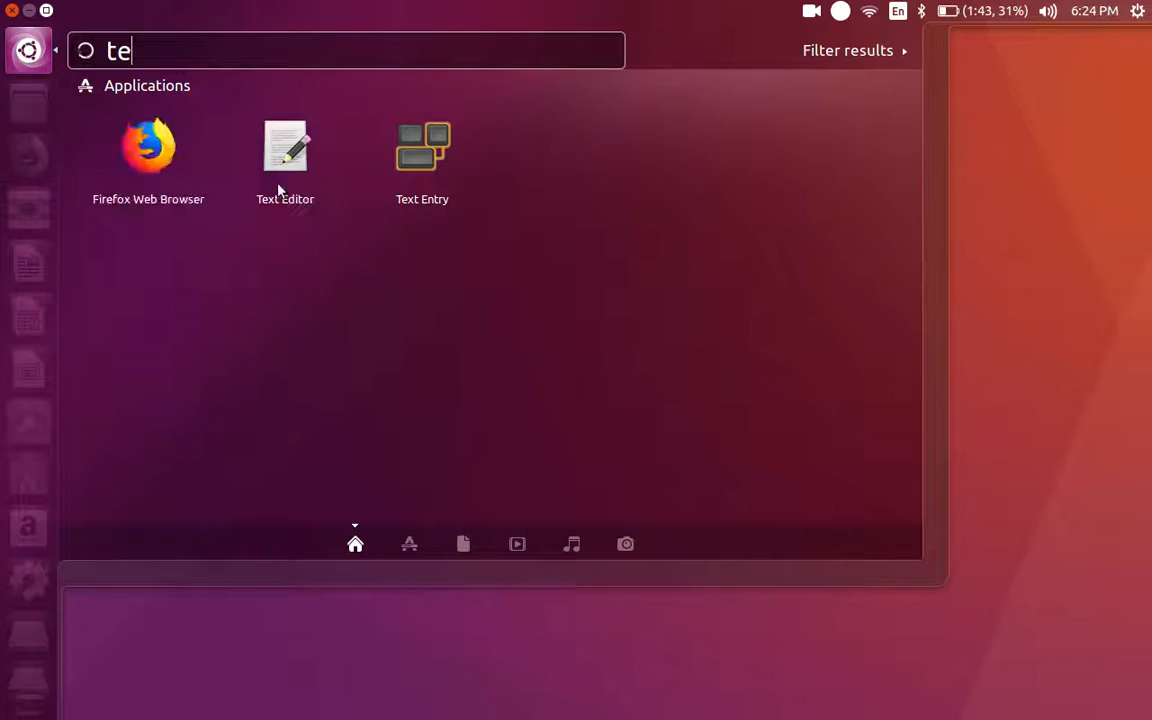 En (1:43, 31%) 6:24 PM
te
Filter results
Applications
Firefox Web Browser Text Editor Text Entry
a